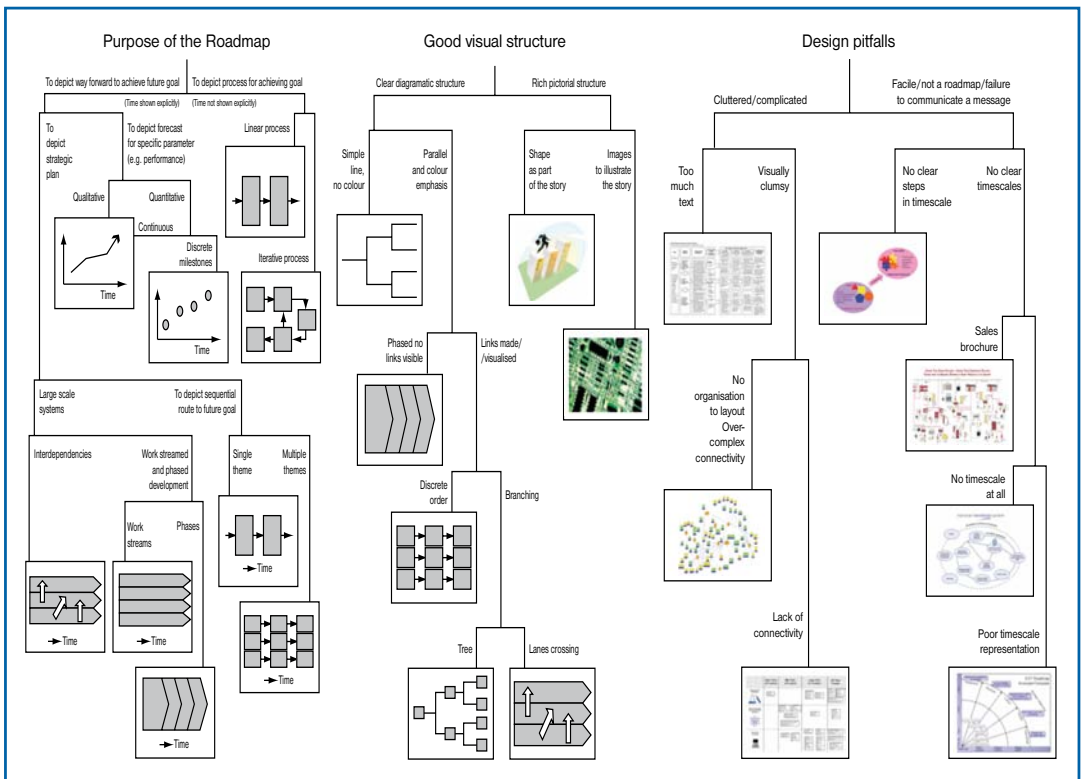 Purpose of the Roadmap
To depict way forward to achieve future goal
To depict process for achieving goal
(Time shown explicitly)
(Time not shown explicitly)
To
depict
strategic
plan
To depict forecast
for specific parameter
(e.g. performance)
Linear process
Qualitative
Quantitative
Continuous
Discrete
milestones
Time
Time
Iterative process
Large scale
systems
To depict sequential
route to future goal
Interdependencies
Work streamed
and phased
development
Single
theme
Multiple
themes
Work
streams
Phases
Time
Time
Time
Time
Time
Good visual structure
Clear diagramatic structure
Rich pictorial structure
Simple
line,
no colour
Parallel
and colour
emphasis
Shape
as part
of the story
Images
to illustrate
the story
Phased no
links visible
Links made/
/visualised
Discrete
order
Branching
Tree
Lanes crossing
Design pitfalls
Cluttered/complicated
Facile/not a roadmap/failure
to communicate a message
Too
much
text
Visually
clumsy
No clear
steps
in timescale
No clear
timescales
No
organisation
to layout
Over-
complex
connectivity
Sales
brochure
No timescale
at all
Lack of
connectivity
Poor timescale
representation